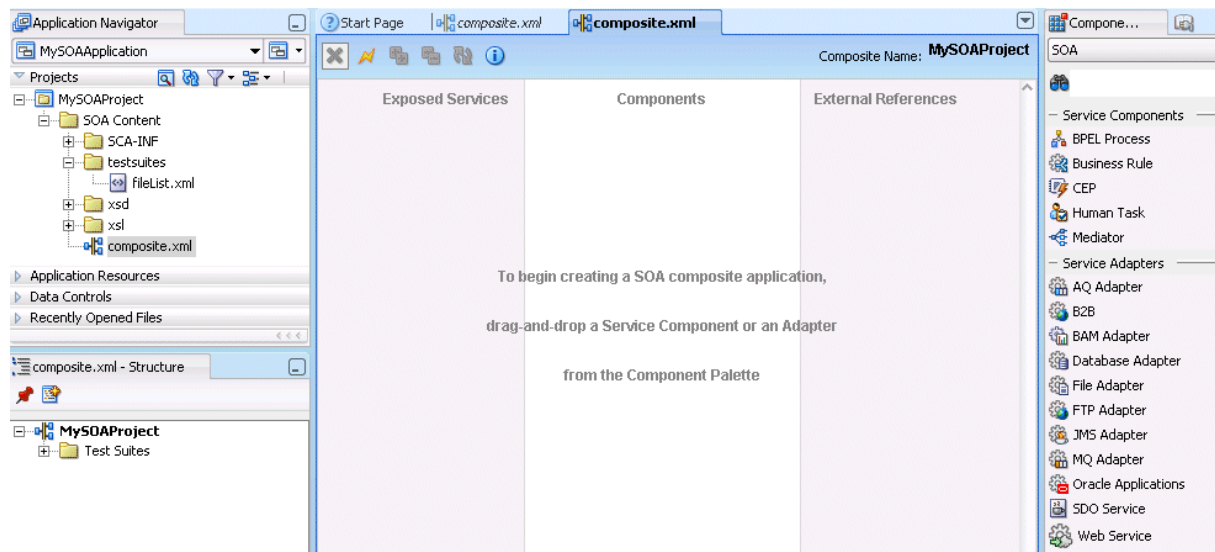 Application Navigator
MySOAApplication
Projects
MySOAProject
SOA Content
SCA-INF
testsuites
fileList.xml
xsd
xsl
composite.xml
Application Resources
Data Controls
Recently Opened Files
composite.xml - Structure
MySOAProject
Test Suites
Start Page
composite.xml
composite.xml
Composite Name: MySOAProject
Exposed Services
Components
External References
To begin creating a SOA composite application,
drag-and-drop a Service Component or an Adapter
from the Component Palette
Compone...
SOA
Service Components
BPEL Process
Business Rule
CEP
Human Task
Mediator
Service Adapters
AQ Adapter
B2B
BAM Adapter
Database Adapter
File Adapter
FTP Adapter
JMS Adapter
MQ Adapter
Oracle Applications
SDO Service
Web Service